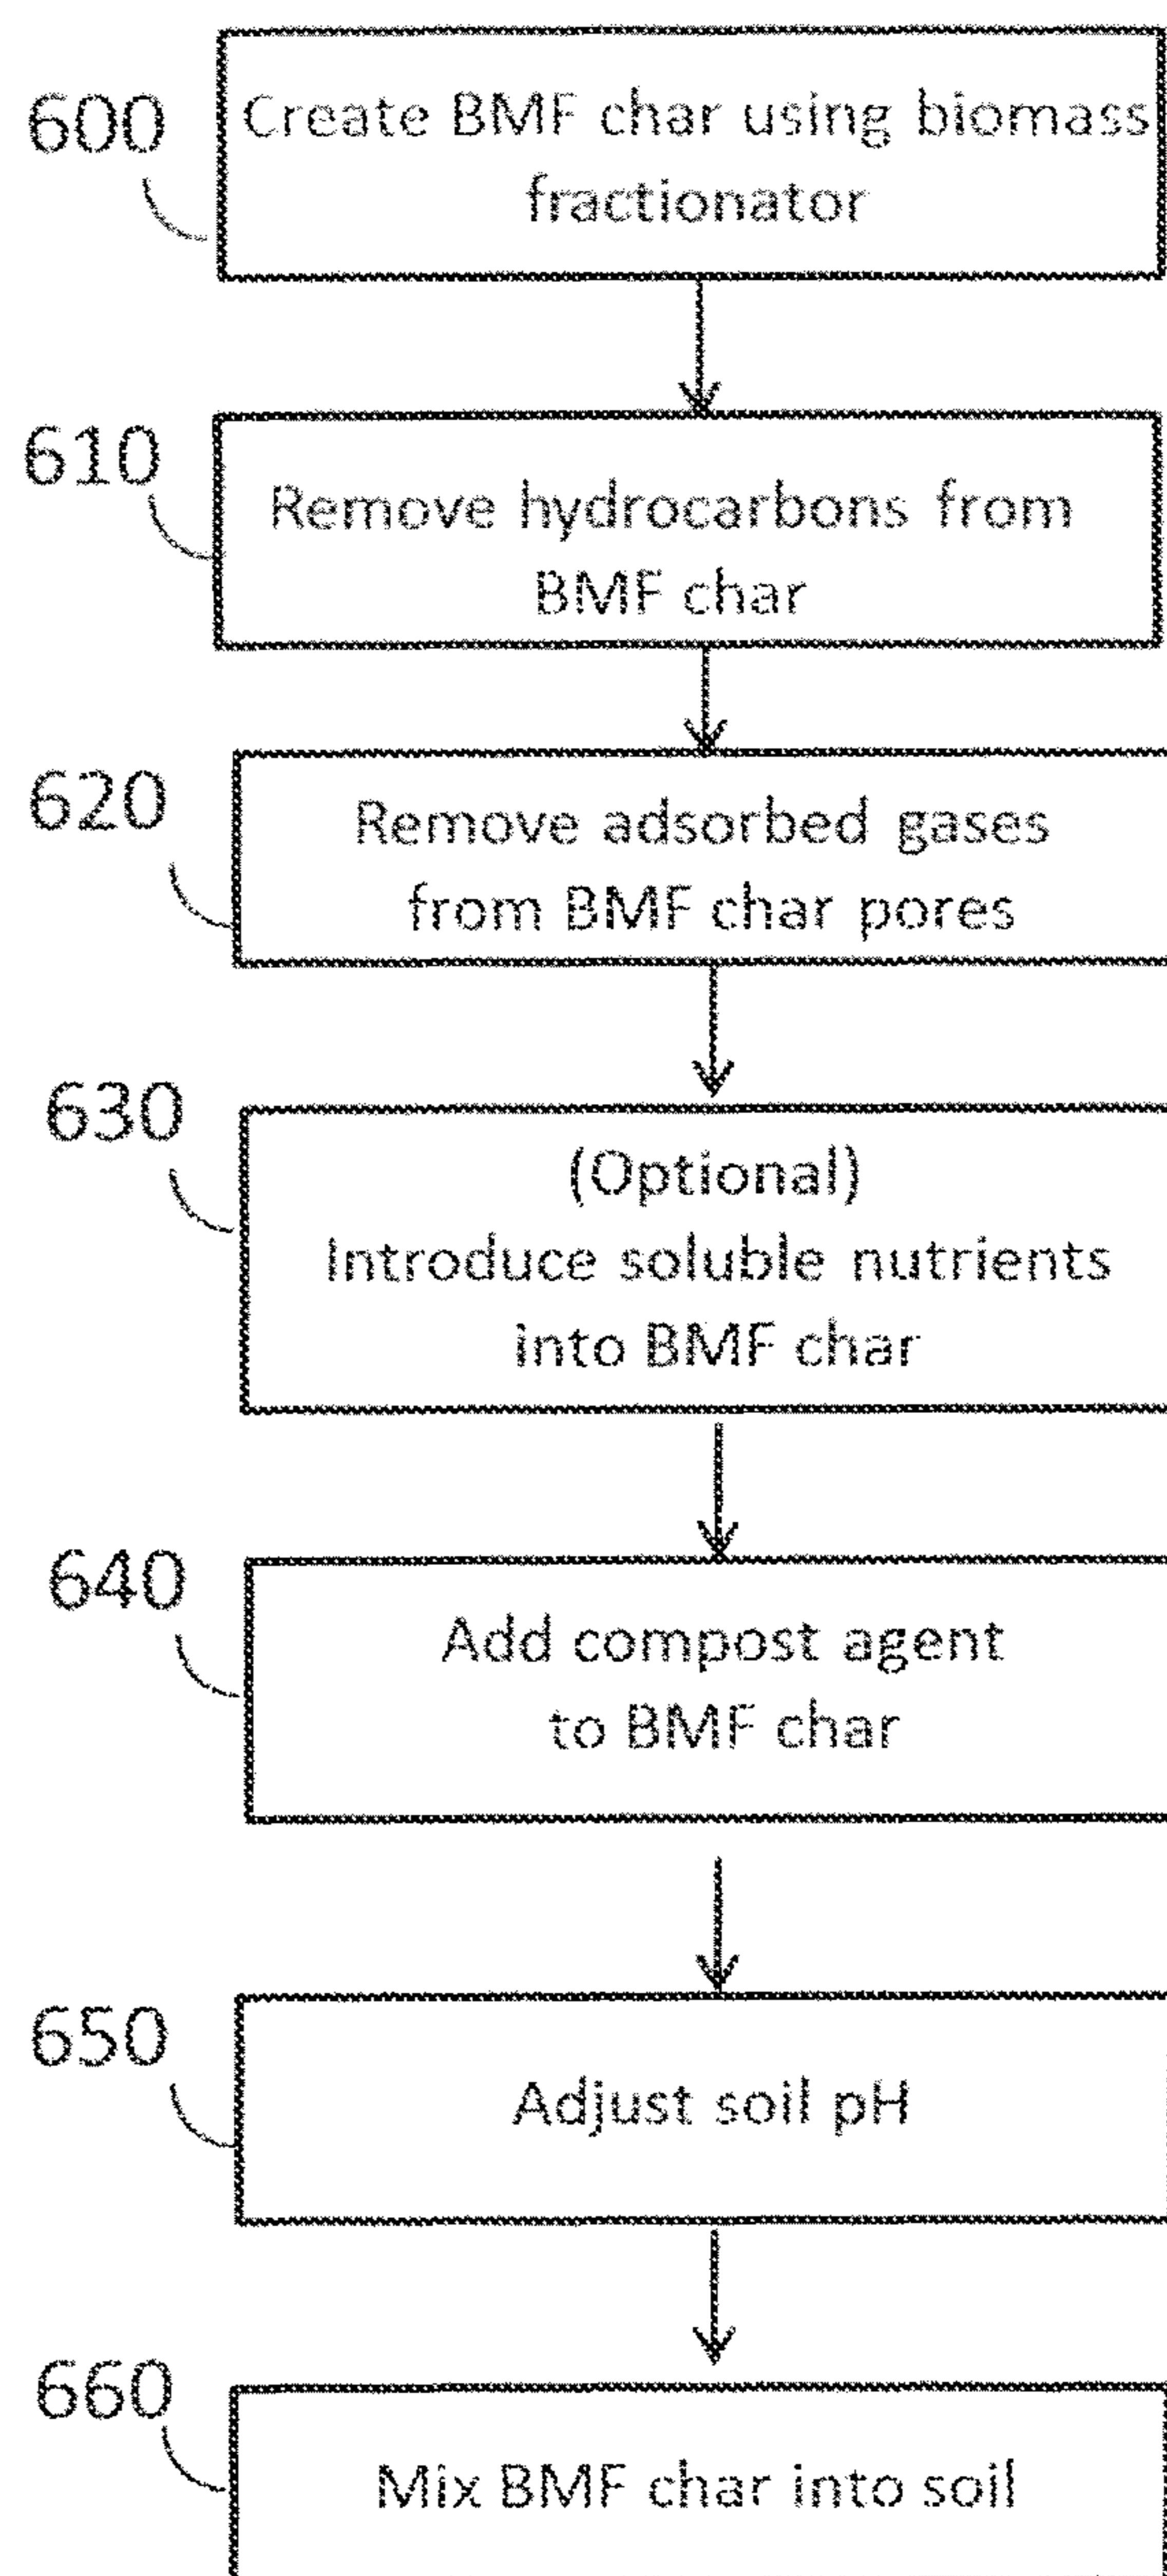 600
Create BMF char using biomass
fractionator
610
Remove hydrocarbons from
BMF char
620
Remove adsorbed gases
from BMF char pores
630
(Optional)
Introduce soluble nutrients
into BMF char
640
Add compost agent
to BMF char
650
Adjust soil pH
660
Mix BMF char into soil